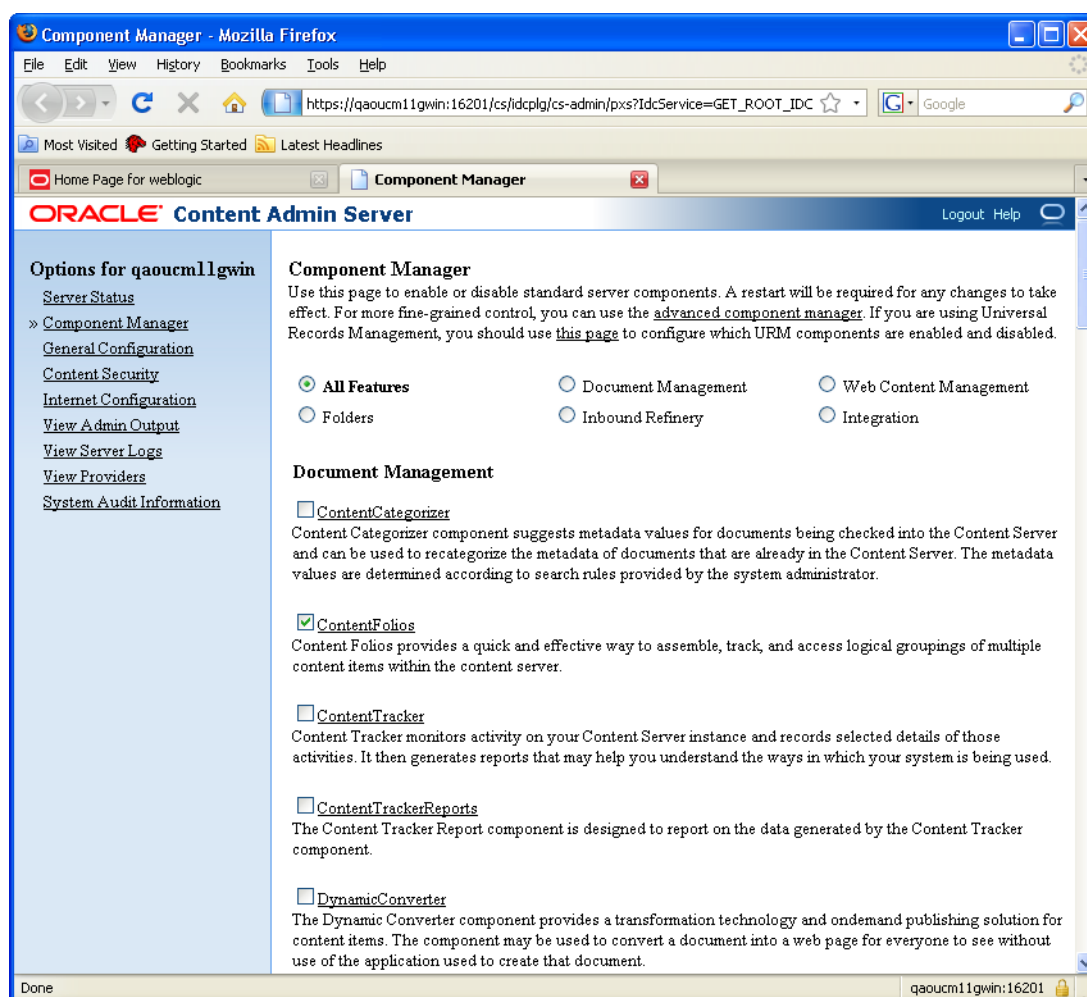 Component Manager - Mozilla Firefox
File Edit View History Bookmarks Tools Help
https://qaoucm11gwin:16201/cs/idcplg/cs-admin/pxs?IdcService=GET_ROOT_IDC
G Google
Most Visited Getting Started Latest Headlines
Home Page for weblogic Component Manager
ORACLE Content Admin Server Logout Help
Options for qaoucm11gwin
Server Status
» Component Manager
General Configuration
Content Security
Internet Configuration
View Admin Output
View Server Logs
View Providers
System Audit Information
Component Manager
Use this page to enable or disable standard server components. A restart will be required for any changes to take
effect. For more fine-grained control, you can use the advanced component manager. If you are using Universal
Records Management, you should use this page to configure which URM components are enabled and disabled.
All Features Document Management Web Content Management
Folders Inbound Refinery Integration
Document Management
ContentCategorizer
Content Categorizer component suggests metadata values for documents being checked into the Content Server
and can be used to recategorize the metadata of documents that are already in the Content Server. The metadata
values are determined according to search rules provided by the system administrator.
ContentFolios
Content Folios provides a quick and effective way to assemble, track, and access logical groupings of multiple
content items within the content server.
ContentTracker
Content Tracker monitors activity on your Content Server instance and records selected details of those
activities. It then generates reports that may help you understand the ways in which your system is being used.
ContentTrackerReports
The Content Tracker Report component is designed to report on the data generated by the Content Tracker
component.
DynamicConverter
The Dynamic Converter component provides a transformation technology and ondemand publishing solution for
content items. The component may be used to convert a document into a web page for everyone to see without
use of the application used to create that document.
Done qaoucm11gwin:16201